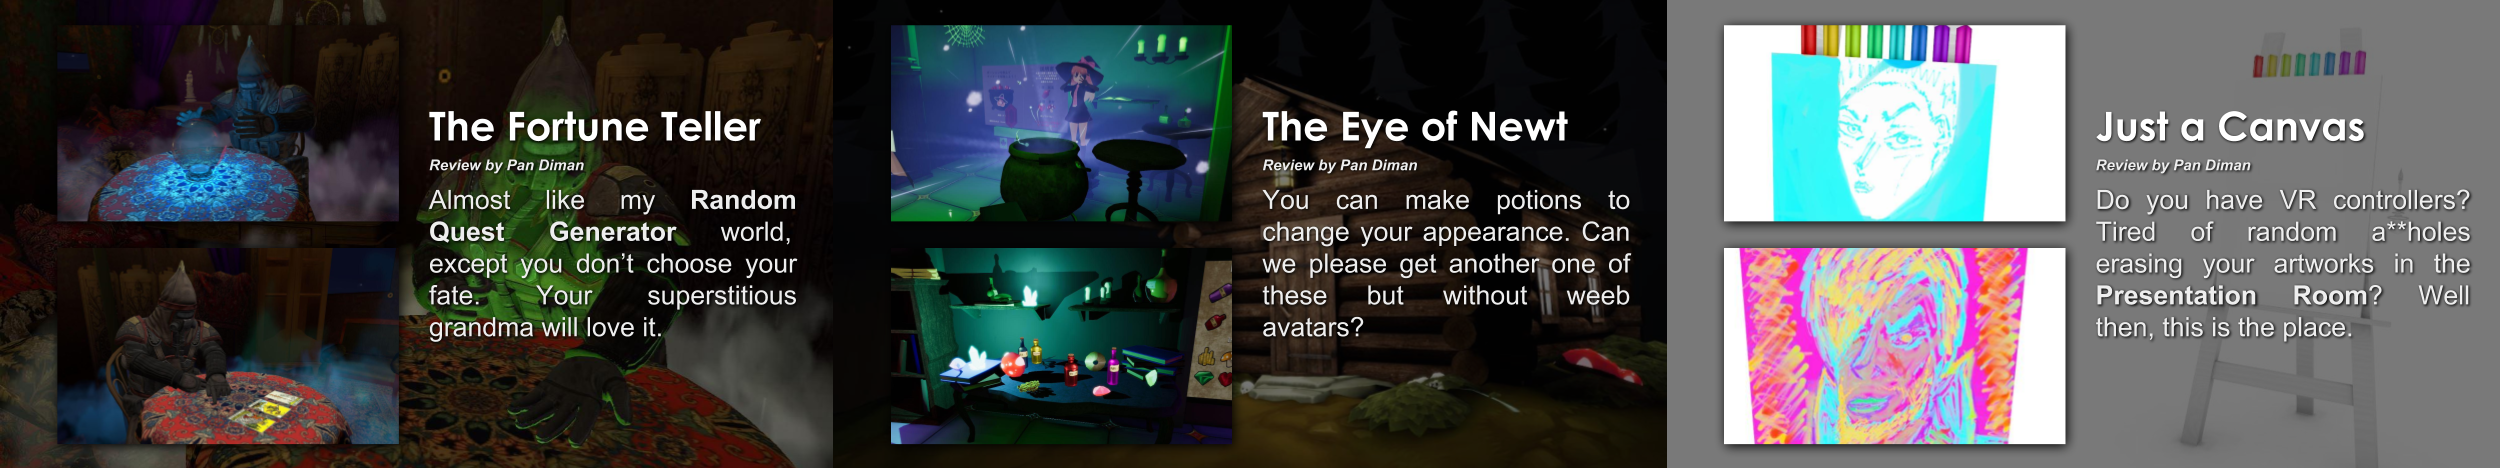 The Fortune Teller
Review by Pan Diman
Almost like my Random
Quest Generator world,
except you don’t choose your
fate. Your superstitious
grandma will love it.
The Eye of Newt
Review by Pan Diman
You can make potions to
change your appearance. Can
we please get another one of
these but without weeb
avatars?
Just a Canvas
Review by Pan Diman
Do you have VR controllers?
Tired of random a**holes
erasing your artworks in the
Presentation Room? Well
then, this is the place.